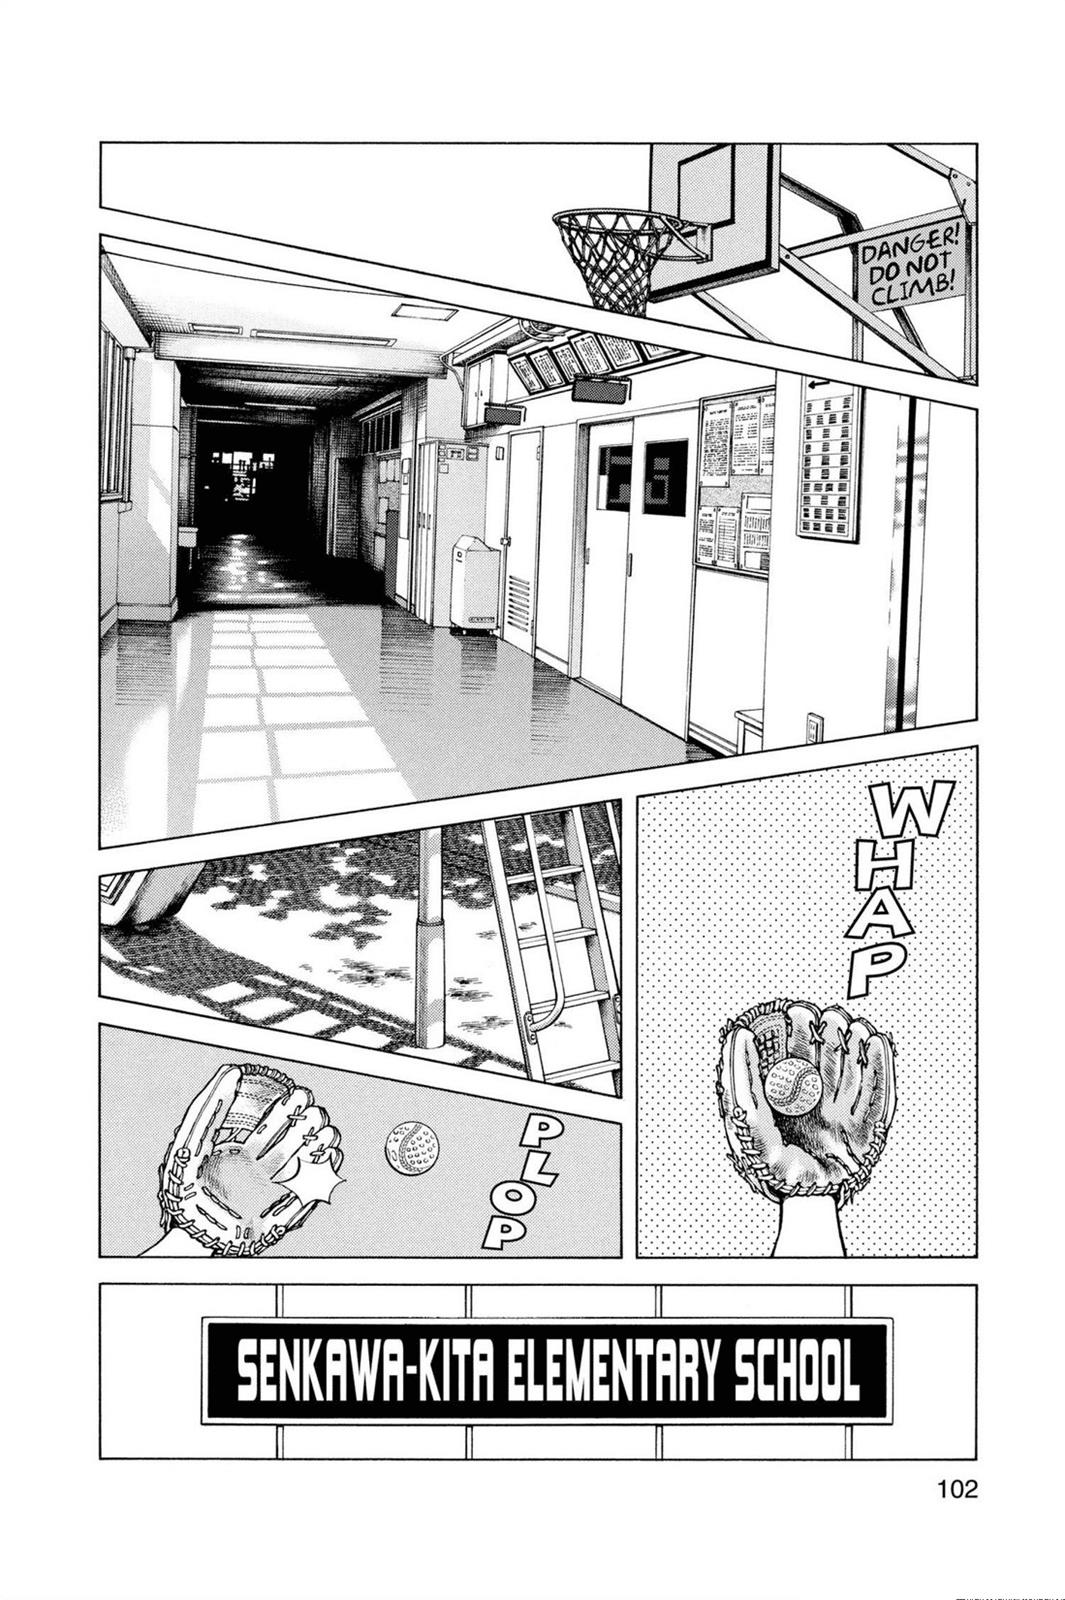 DANGER!
DO NOT
CLIMB!
WHAP
PLOP
SENKAWA-KITA ELEMENTARY SCHOOL
102